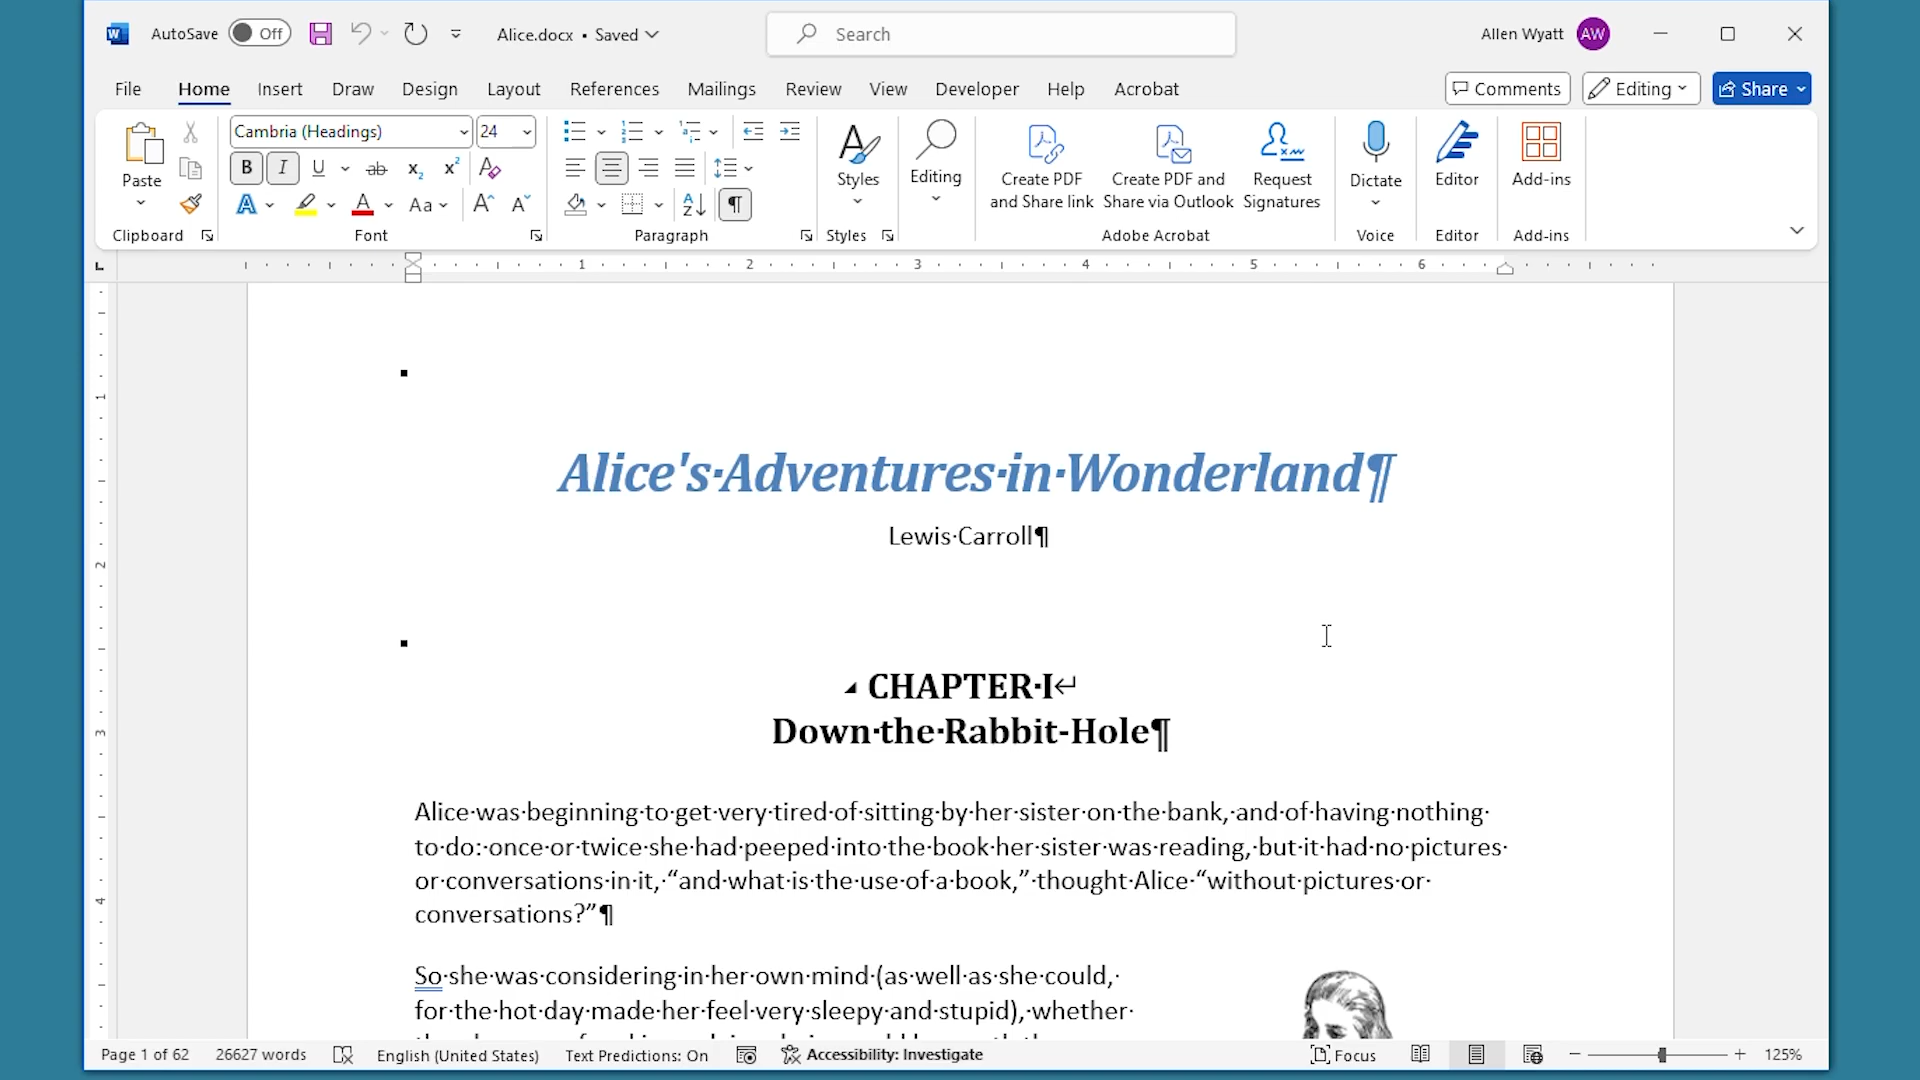 AutoSave Off Alice.docx • Saved Search Allen Wyatt AW
File Home Insert Draw Design Layout References Mailings Review View Developer Help Acrobat Comments Editing Share
Cambria (Headings) 24
Paste Styles Editing Create PDF and Share link Create PDF and Share via Outlook Request Signatures Dictate Editor Add-ins
Clipboard Font Paragraph Styles Adobe Acrobat Voice Editor Add-ins
1 2 3 4 5 6
Alice's·Adventures·in·Wonderland¶
Lewis·Carroll¶
CHAPTER·I↵
Down·the·Rabbit-Hole¶
Alice·was·beginning·to·get·very·tired·of·sitting·by·her·sister·on·the·bank,·and·of·having·nothing·
to·do:·once·or·twice·she·had·peeped·into·the·book·her·sister·was·reading,·but·it·had·no·pictures·
or·conversations·in·it,·“and·what·is·the·use·of·a·book,”·thought·Alice·“without·pictures·or·
conversations?”¶
So·she·was·considering·in·her·own·mind·(as·well·as·she·could,·
for·the·hot·day·made·her·feel·very·sleepy·and·stupid),·whether·
1
2
3
4
Page 1 of 62 26627 words English (United States) Text Predictions: On Accessibility: Investigate Focus 125%